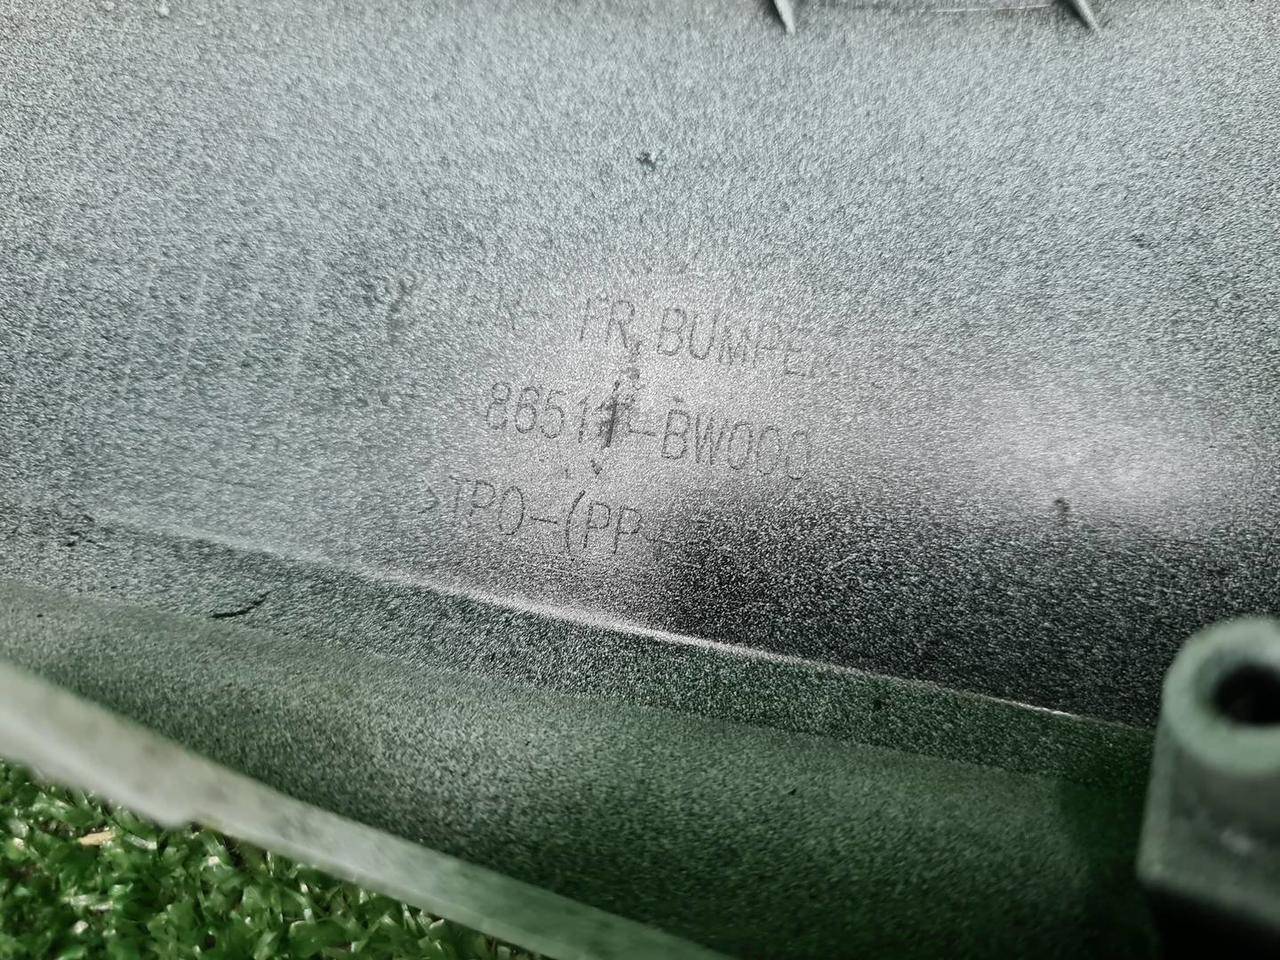 FR, BUMPER
86511-BW000
>TPO-(PP